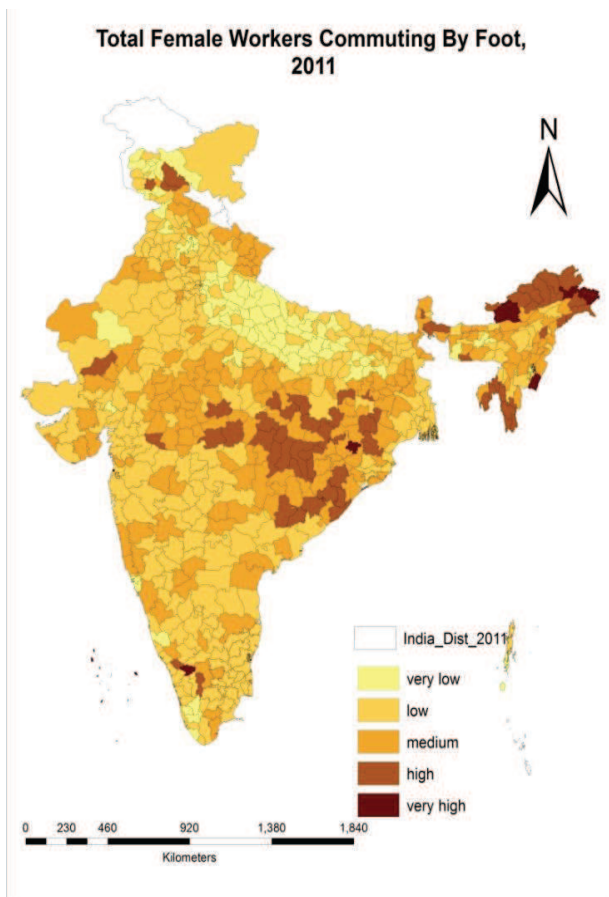 Total Female Workers Commuting By Foot,
2011
N
India_Dist_2011
very low
low
medium
high
very high
0 230 460 920 1,380 1,840
Kilometers